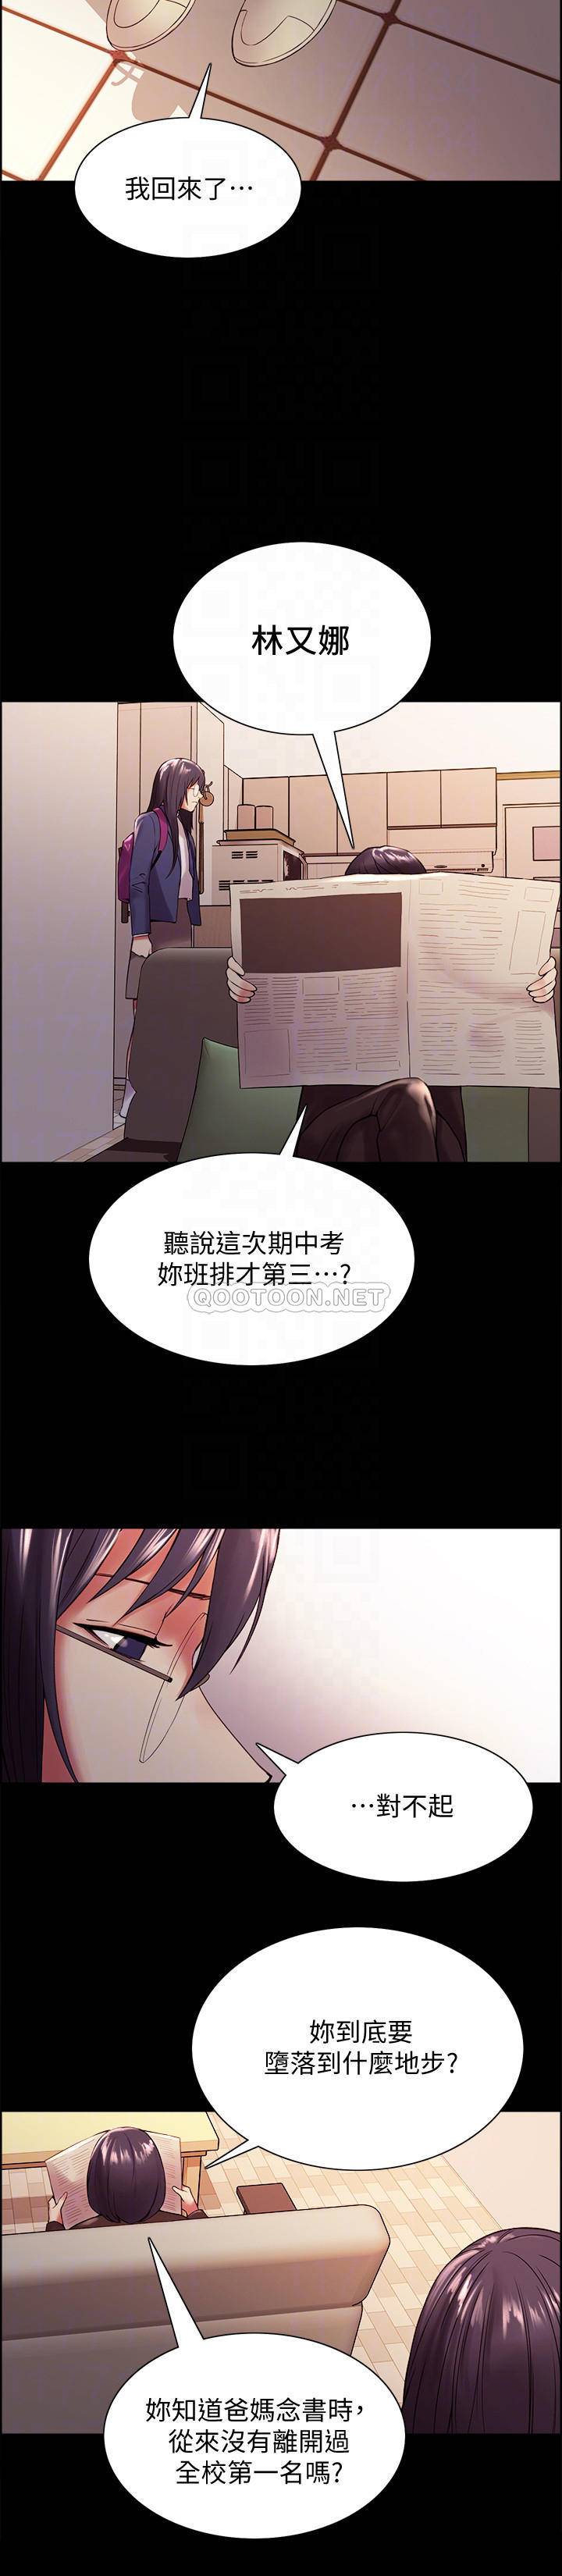 我回來了…
林又娜
聽說這次期中考
妳班排才第三…?
QOOTOON.NET
…對不起
妳到底要
墮落到什麼地步?
妳知道爸媽念書時,
從來沒有離開過
全校第一名嗎?